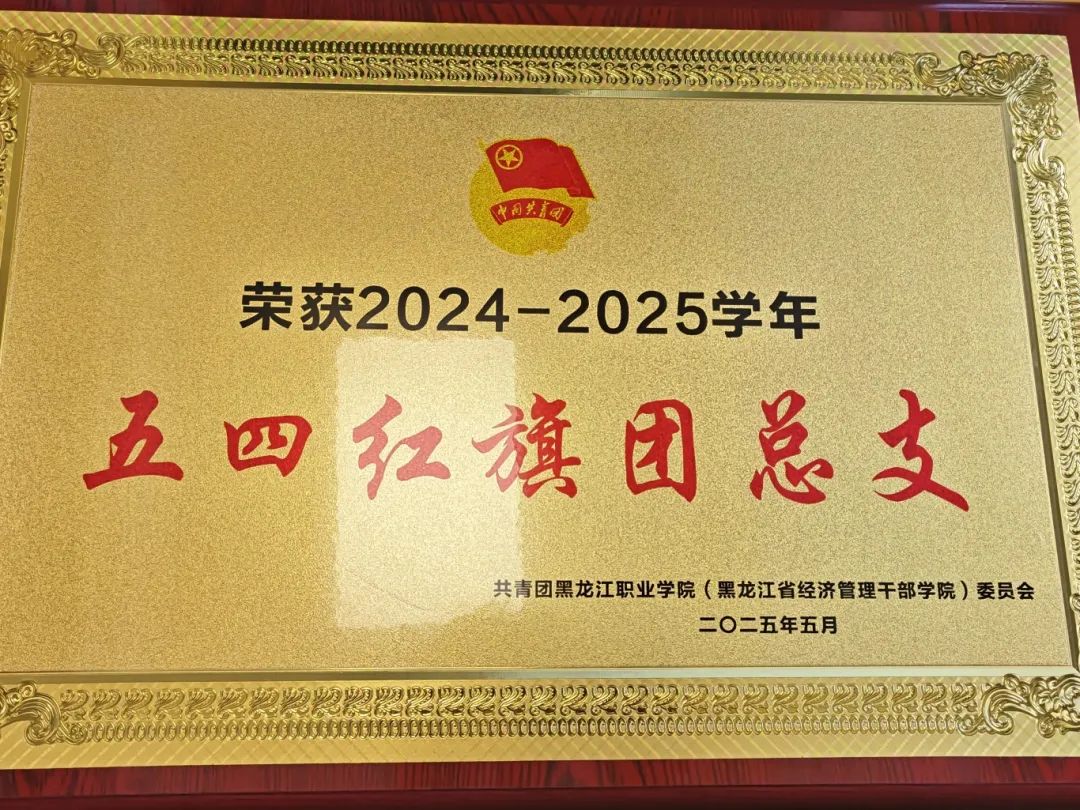 中国共青团
荣获2024-2025学年
五四红旗团总支
共青团黑龙江职业学院（黑龙江省经济管理干部学院）委员会
二〇二五年五月